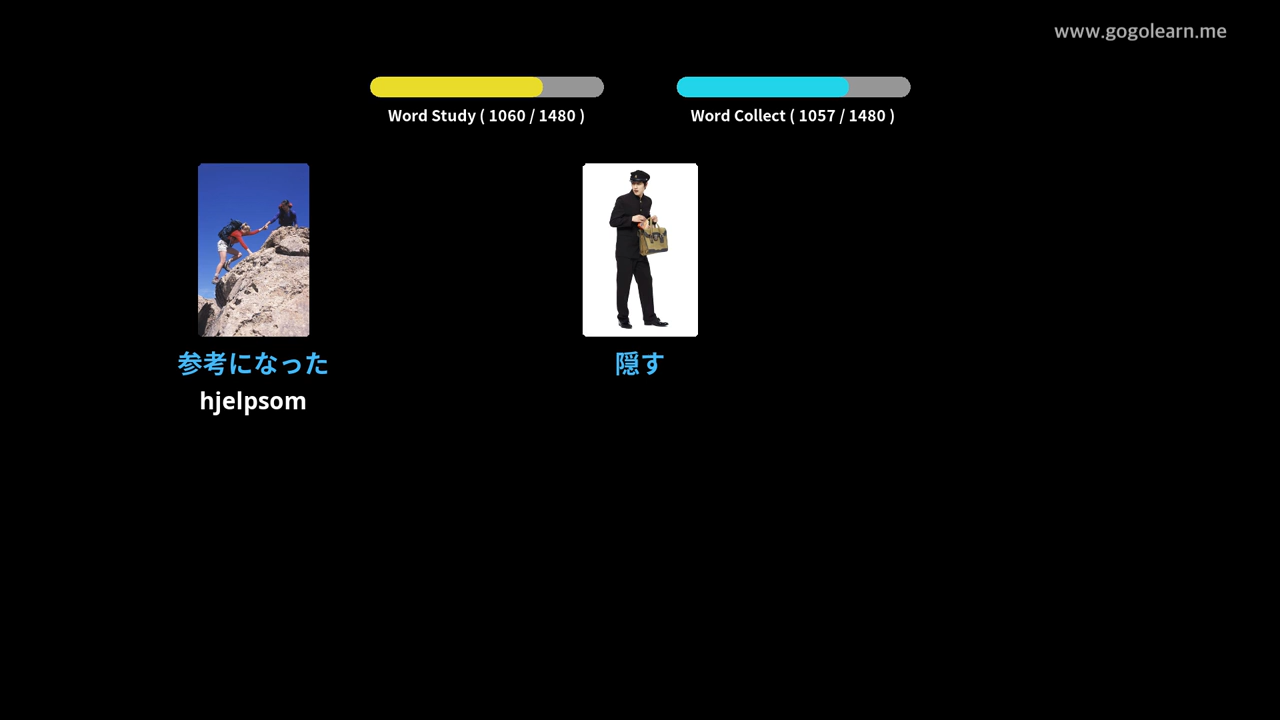 www.gogolearn.me
Word Study ( 1060 / 1480 )
Word Collect ( 1057 / 1480 )
参考になった
隠す
hjelpsom